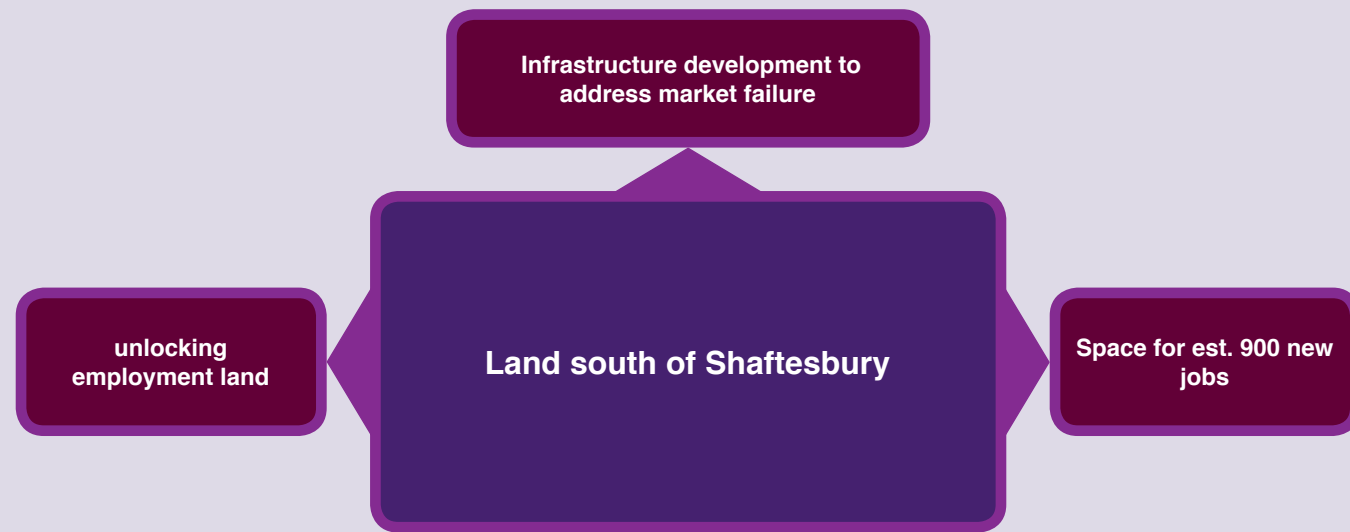 Infrastructure development to
address market failure
unlocking
employment land
Land south of Shaftesbury
Space for est. 900 new
jobs